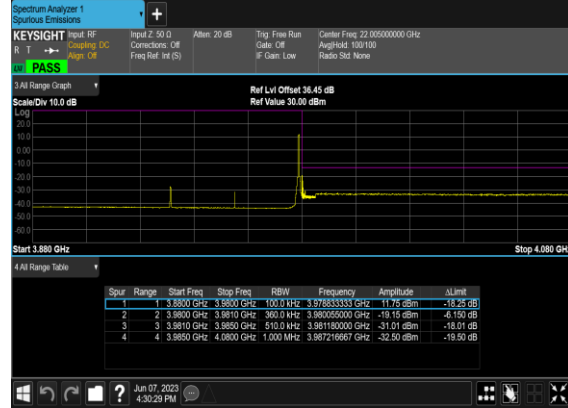 Spectrum Analyzer 1
Spurious Emissions
KEYSIGHT Input: RF Input Z: 50 Ω Atten: 20 dB Trig: Free Run Center Freq: 22.005000000 GHz
R T Coupling: DC Corrections: Off Gate: Off Avg|Hold: 100/100
Align: Off Freq Ref: Int (S) IF Gain: Low Radio Std: None
PASS
3 All Range Graph
Ref Lvl Offset 36.45 dB
Scale/Div 10.0 dB Ref Value 30.00 dBm
Log
20.0
10.0
0.00
-10.0
-20.0
-30.0
-40.0
-50.0
-60.0
Start 3.880 GHz Stop 4.080 GH
4 All Range Table
Spur Range Start Freq Stop Freq RBW Frequency Amplitude ΔLimit
1 1 3.8800 GHz 3.9800 GHz 100.0 kHz 3.978833333 GHz 11.75 dBm -18.25 dB
2 2 3.9800 GHz 3.9810 GHz 360.0 kHz 3.980055000 GHz -19.15 dBm -6.150 dB
3 3 3.9810 GHz 3.9850 GHz 510.0 kHz 3.981180000 GHz -31.01 dBm -18.01 dB
4 4 3.9850 GHz 4.0800 GHz 1.000 MHz 3.987216667 GHz -32.50 dBm -19.50 dB
? Jun 07, 2023
4:30:29 PM